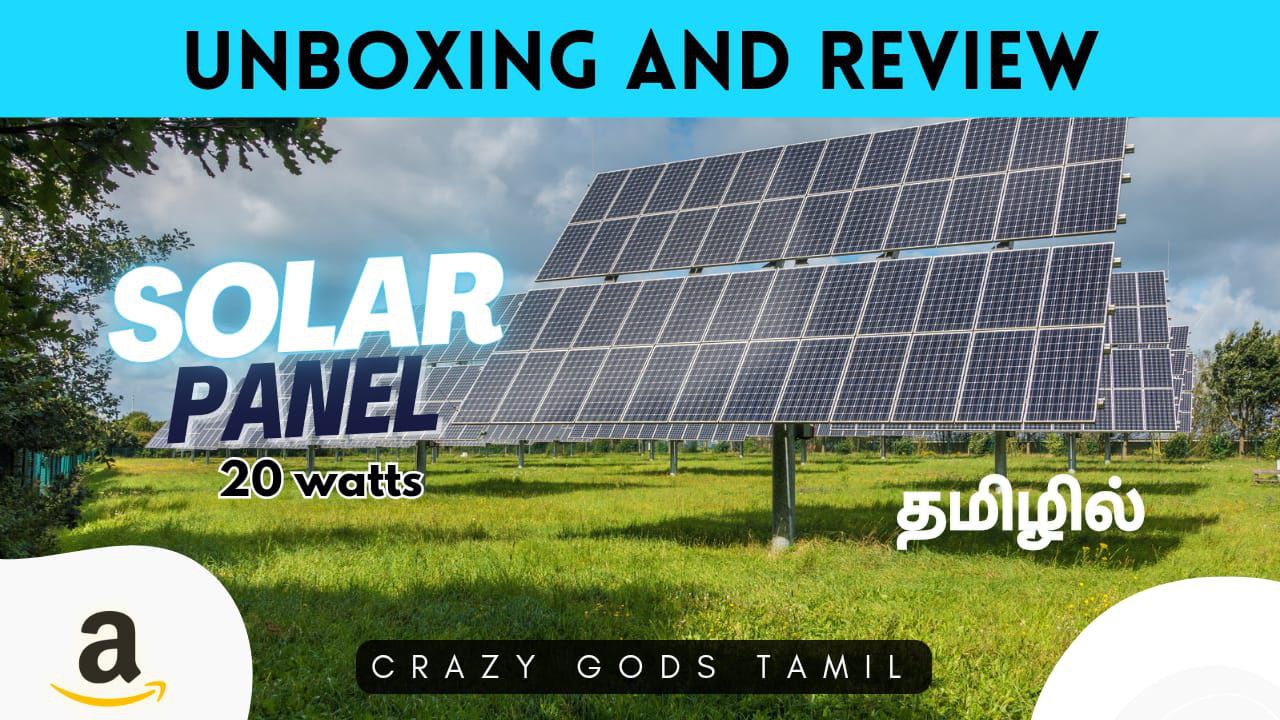 UNBOXING AND REVIEW
SOLAR
PANEL
20 watts
தமிழில்
a
CRAZY GODS TAMIL